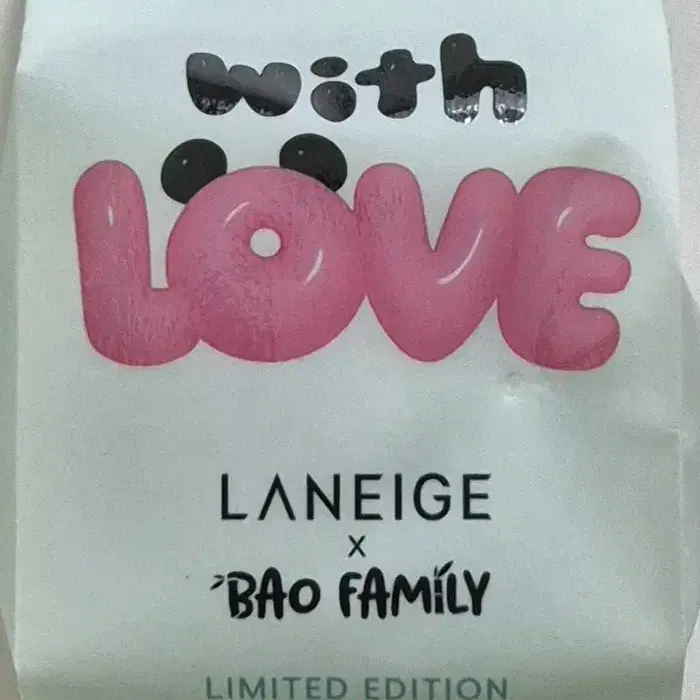 with
LOVE
LANEIGE
X
BAO FAMILY
LIMITED EDITION